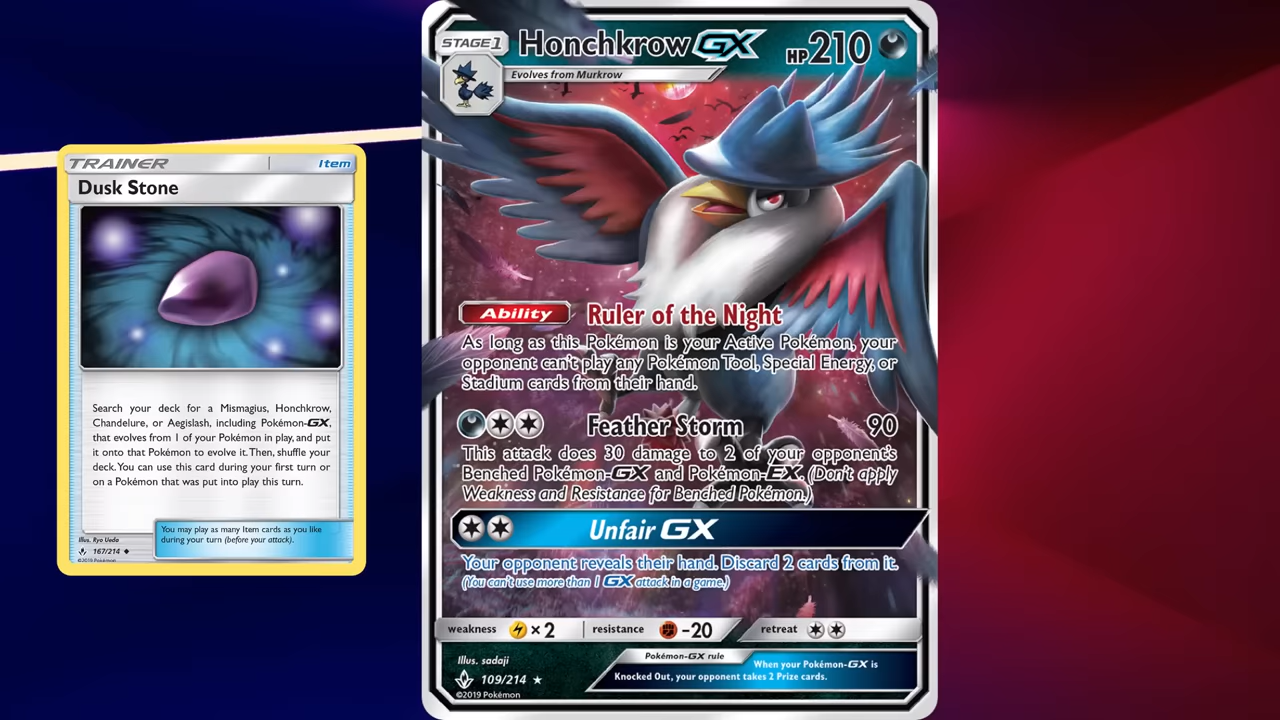 TRAINER
Item
Dusk Stone
Search your deck for a Mismagius, Honchkrow,
Chandelure, or Aegislash, including Pokémon-GX,
that evolves from 1 of your Pokémon in play, and put
it onto that Pokémon to evolve it. Then, shuffle your
deck. You can use this card during your first turn or
on a Pokémon that was put into play this turn.
You may play as many Item cards as you like
during your turn (before your attack).
Illus. Ryo Ueda
167/214
©2019 Pokémon
STAGE1
Honchkrow GX
HP210
Evolves from Murkrow
Ability Ruler of the Night
As long as this Pokémon is your Active Pokémon, your
opponent can't play any Pokémon Tool, Special Energy, or
Stadium cards from their hand.
Feather Storm 90
This attack does 30 damage to 2 of your opponent's
Benched Pokémon-GX and Pokémon-EX. (Don't apply
Weakness and Resistance for Benched Pokémon.)
Unfair GX
Your opponent reveals their hand. Discard 2 cards from it.
(You can't use more than 1 GX attack in a game.)
weakness ×2 resistance -20 retreat
Illus. sadaji
109/214
©2019 Pokémon
Pokémon-GX rule
When your Pokémon-GX is
Knocked Out, your opponent takes 2 Prize cards.